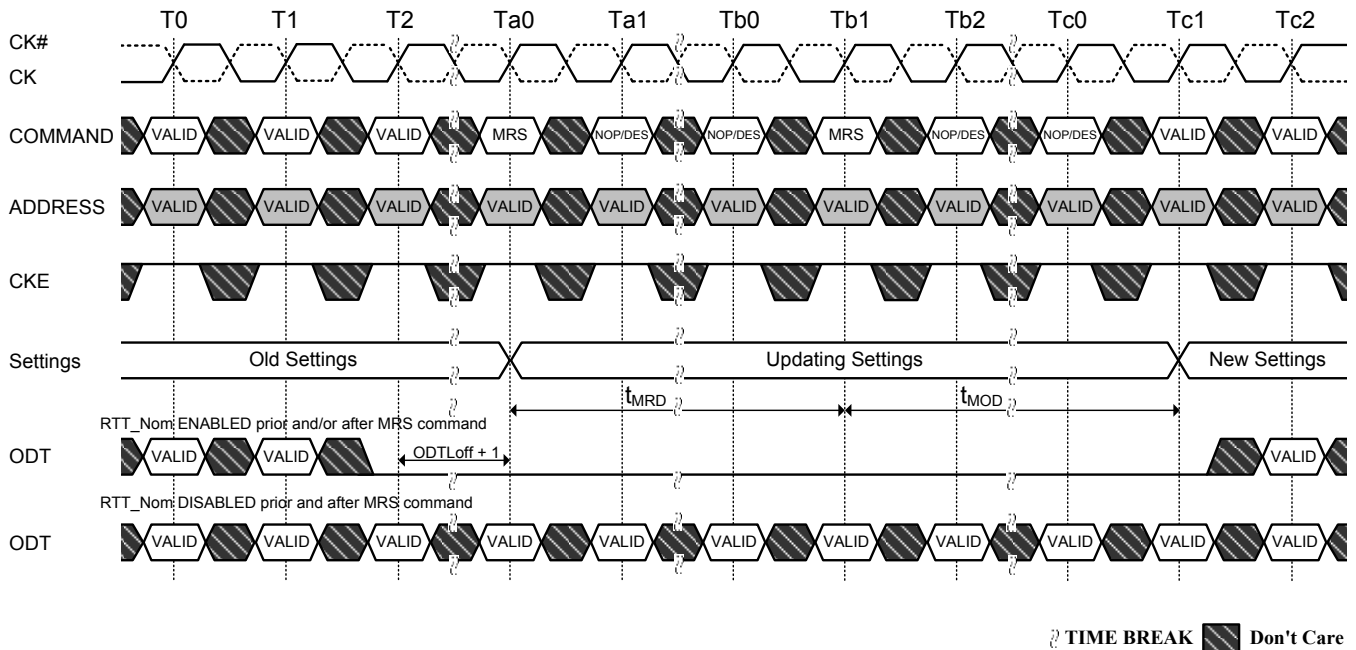 T0 T1 T2 Ta0 Ta1 Tb0 Tb1 Tb2 Tc0 Tc1 Tc2
CK#
CK
COMMAND VALID VALID VALID MRS NOP/DES NOP/DES MRS NOP/DES NOP/DES VALID VALID
ADDRESS VALID VALID VALID VALID VALID VALID VALID VALID VALID VALID VALID
CKE
Settings Old Settings Updating Settings New Settings
tMRD tMOD
RTT_Nom ENABLED prior and/or after MRS command
ODT VALID VALID ODTLoff + 1 VALID
RTT_Nom DISABLED prior and after MRS command
ODT VALID VALID VALID VALID VALID VALID VALID VALID VALID VALID VALID
TIME BREAK Don't Care